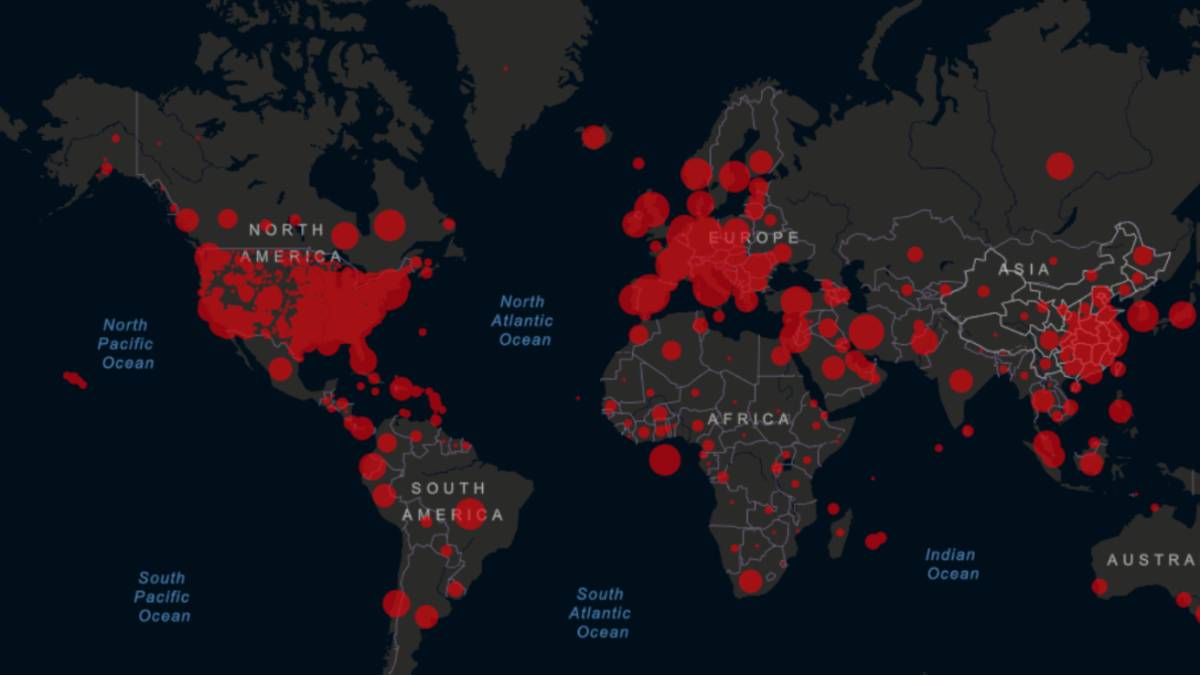 NORTH
AMERICA
EUROPE
ASIA
North
Pacific
Ocean
North
Atlantic
Ocean
AFRICA
SOUTH
AMERICA
South
Pacific
Ocean
South
Atlantic
Ocean
Indian
Ocean
AUSTRA